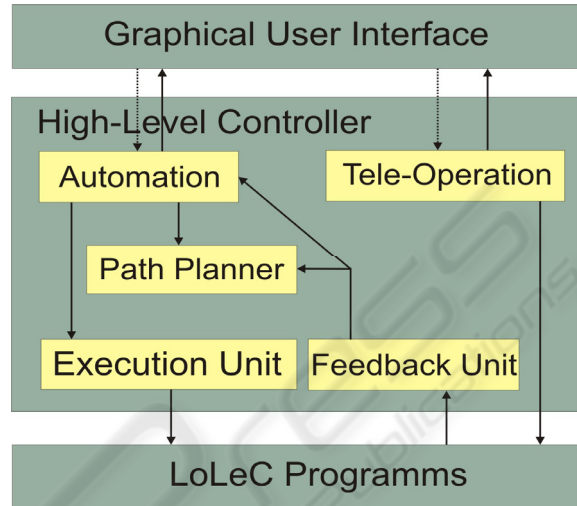 Graphical User Interface
High-Level Controller
Automation
Tele-Operation
Path Planner
Execution Unit
Feedback Unit
LoLeC Programms